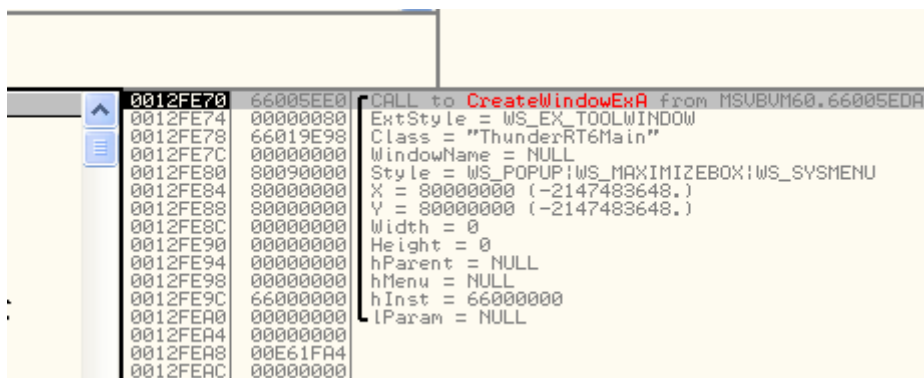 0012FE70 66005EE0 CALL to CreateWindowExA from MSVBVM60.66005EDA
0012FE74 00000080 ExtStyle = WS_EX_TOOLWINDOW
0012FE78 66019E98 Class = "ThunderRT6Main"
0012FE7C 00000000 WindowName = NULL
0012FE80 80090000 Style = WS_POPUP|WS_MAXIMIZEBOX|WS_SYSMENU
0012FE84 80000000 X = 80000000 (-2147483648.)
0012FE88 80000000 Y = 80000000 (-2147483648.)
0012FE8C 00000000 Width = 0
0012FE90 00000000 Height = 0
0012FE94 00000000 hParent = NULL
0012FE98 00000000 hMenu = NULL
0012FE9C 66000000 hInst = 66000000
0012FEA0 00000000 lParam = NULL
0012FEA4 00000000
0012FEA8 00E61FA4
0012FEAC 00000000